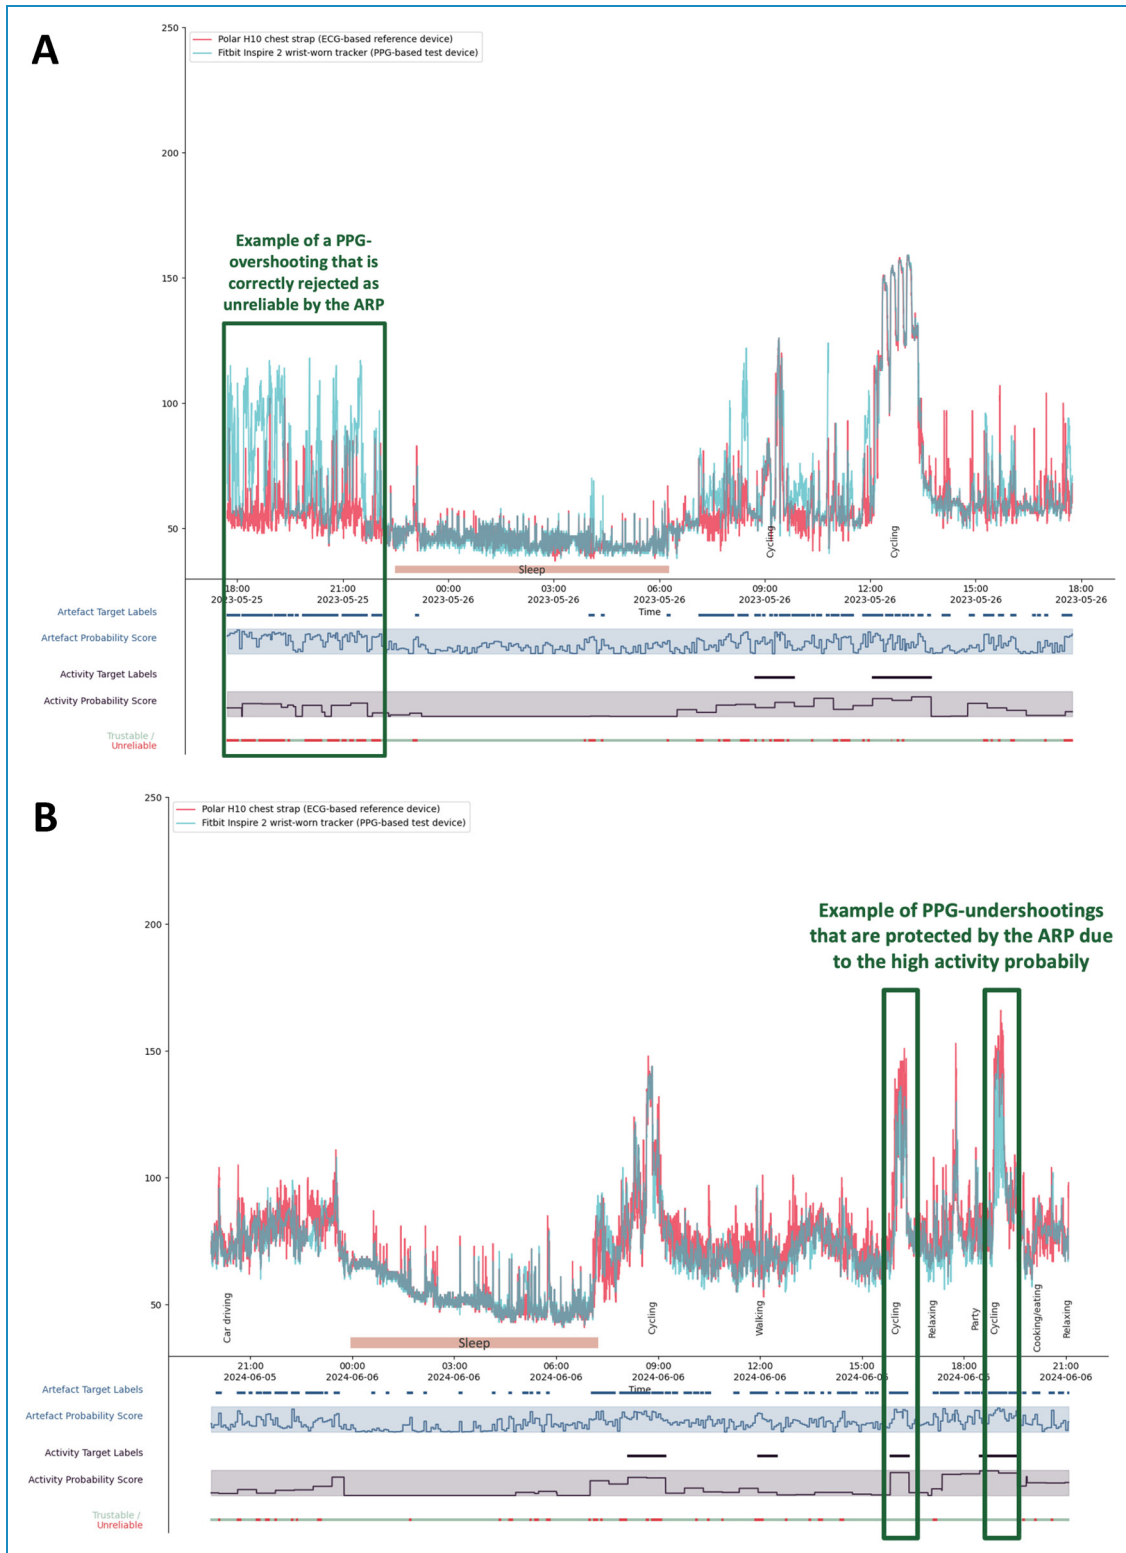 A
Polar H10 chest strap (ECG-based reference device)
Fitbit Inspire 2 wrist-worn tracker (PPG-based test device)
250
200
150
100
50
Example of a PPG-
overshooting that is
correctly rejected as
unreliable by the ARP
Cycling
Cycling
Sleep
18:00 21:00 00:00 03:00 06:00 09:00 12:00 15:00 18:00
2023-05-25 2023-05-25 2023-05-26 2023-05-26 2023-05-26 2023-05-26 2023-05-26 2023-05-26 2023-05-26
Time
Artefact Target Labels
Artefact Probability Score
Activity Target Labels
Activity Probability Score
Trustable /
Unreliable
B
Polar H10 chest strap (ECG-based reference device)
Fitbit Inspire 2 wrist-worn tracker (PPG-based test device)
250
200
150
100
50
Example of PPG-undershootings
that are protected by the ARP due
to the high activity probabily
Car driving
Sleep
Cycling
Walking
Cycling
Relaxing
Party
Cycling
Cooking/eating
Relaxing
21:00 00:00 03:00 06:00 09:00 12:00 15:00 18:00 21:00
2024-06-05 2024-06-06 2024-06-06 2024-06-06 2024-06-06 2024-06-06 2024-06-06 2024-06-06 2024-06-06
Time
Artefact Target Labels
Artefact Probability Score
Activity Target Labels
Activity Probability Score
Trustable /
Unreliable